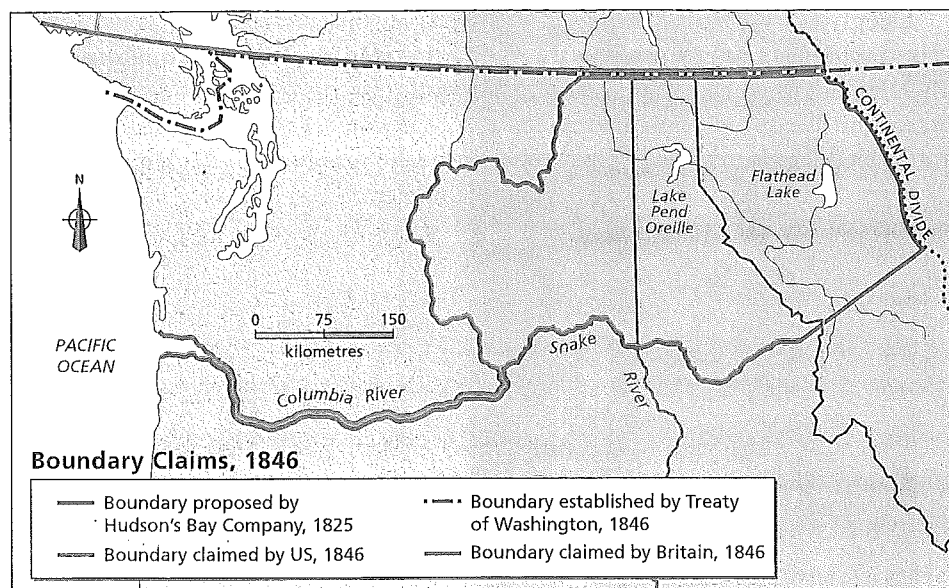 CONTINENTAL DIVIDE
Flathead
Lake
Lake
Pend
Oreille
N
0 75 150
kilometres
PACIFIC
OCEAN
Snake
River
Columbia River
Boundary Claims, 1846
Boundary proposed by
Hudson's Bay Company, 1825
Boundary claimed by US, 1846
Boundary established by Treaty
of Washington, 1846
Boundary claimed by Britain, 1846